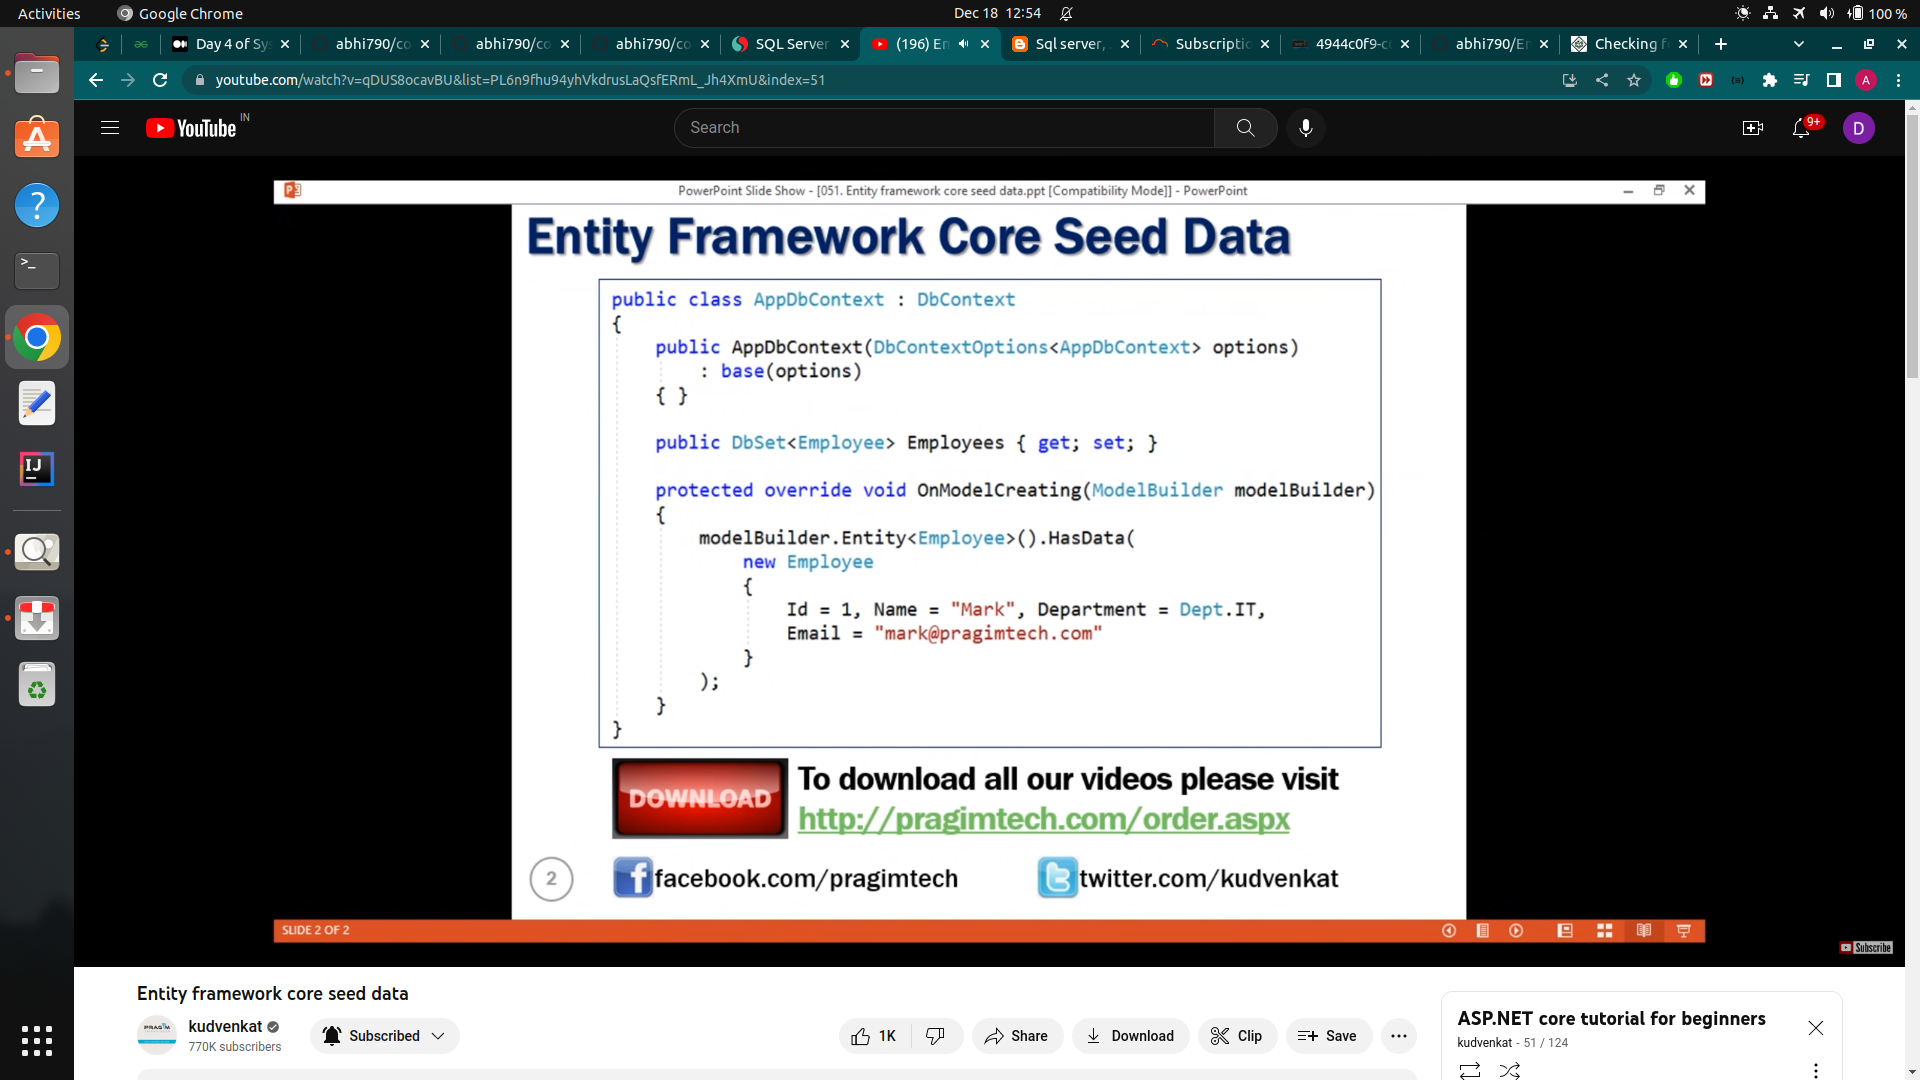 Activities
Google Chrome
Dec 18 12:54
100 %
Day 4 of Sys
abhi790/co
abhi790/co
abhi790/co
SQL Server
(196) En
Sql server,
Subscriptio
4944c0f9-c
abhi790/En
Checking f
youtube.com/watch?v=qDUS8ocavBU&list=PL6n9fhu94yhVkdrusLaQsfERmL_Jh4XmU&index=51
A
YouTube IN
Search
9+
D
PowerPoint Slide Show - [051. Entity framework core seed data.ppt [Compatibility Mode]] - PowerPoint
Entity Framework Core Seed Data
public class AppDbContext : DbContext
{
public AppDbContext(DbContextOptions<AppDbContext> options)
: base(options)
{ }
public DbSet<Employee> Employees { get; set; }
protected override void OnModelCreating(ModelBuilder modelBuilder)
{
modelBuilder.Entity<Employee>().HasData(
new Employee
{
Id = 1, Name = "Mark", Department = Dept.IT,
Email = "mark@pragimtech.com"
}
);
}
}
DOWNLOAD
To download all our videos please visit
http://pragimtech.com/order.aspx
2
facebook.com/pragimtech
twitter.com/kudvenkat
SLIDE 2 OF 2
Subscribe
Entity framework core seed data
PRAGIM
kudvenkat
770K subscribers
Subscribed
1K
Share
Download
Clip
Save
ASP.NET core tutorial for beginners
kudvenkat - 51 / 124